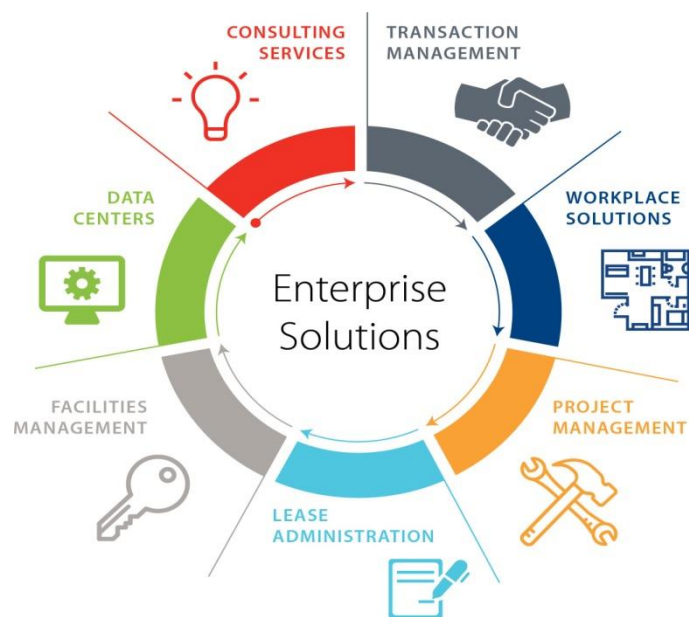 CONSULTING
SERVICES
TRANSACTION
MANAGEMENT
WORKPLACE
SOLUTIONS
PROJECT
MANAGEMENT
LEASE
ADMINISTRATION
FACILITIES
MANAGEMENT
DATA
CENTERS
Enterprise
Solutions